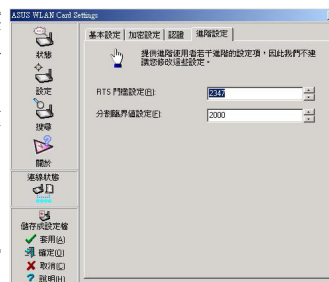 ASUS WLAN Card Settings
狀態
設定
搜尋
關於
連線狀態
儲存成設定檔
套用(A)
確定(O)
取消(C)
說明(H)
基本設定 加密設定 認證 進階設定
提供進階使用者若干進階的設定項,因此我們不建
議您修改這些設定。
RTS 門檻設定(R): 2347
分割臨界值設定(F): 2000